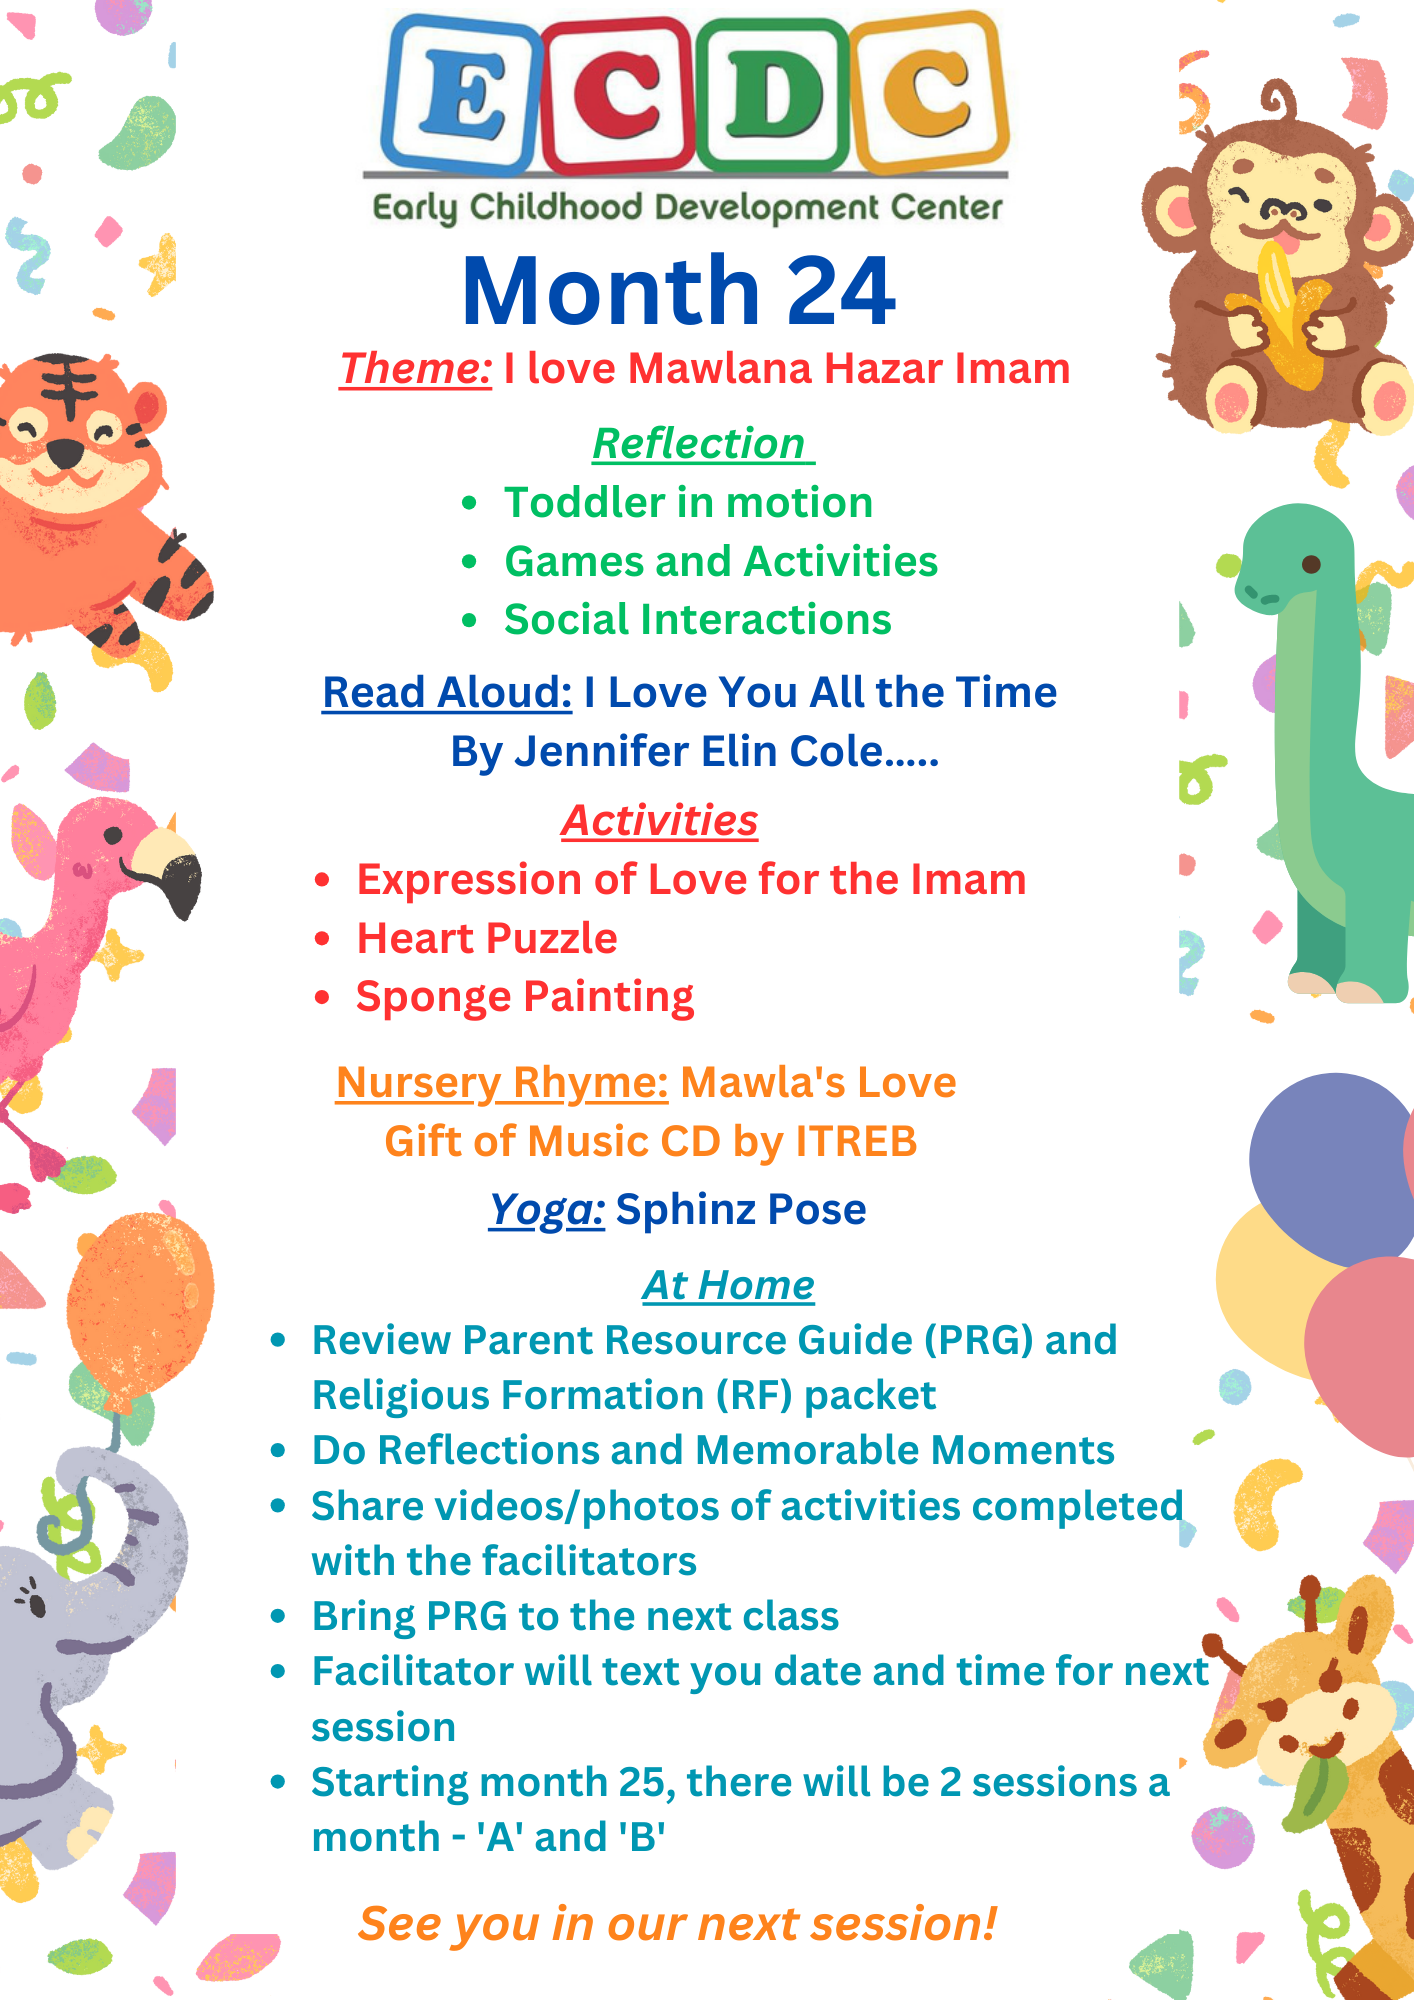 E C D C
Early Childhood Development Center
Month 24
Theme: I love Mawlana Hazar Imam
Reflection
• Toddler in motion
• Games and Activities
• Social Interactions
Read Aloud: I Love You All the Time
By Jennifer Elin Cole.....
Activities
• Expression of Love for the Imam
• Heart Puzzle
• Sponge Painting
Nursery Rhyme: Mawla's Love
Gift of Music CD by ITREB
Yoga: Sphinz Pose
At Home
• Review Parent Resource Guide (PRG) and
Religious Formation (RF) packet
• Do Reflections and Memorable Moments
• Share videos/photos of activities completed
with the facilitators
• Bring PRG to the next class
• Facilitator will text you date and time for next
session
• Starting month 25, there will be 2 sessions a
month - 'A' and 'B'
See you in our next session!